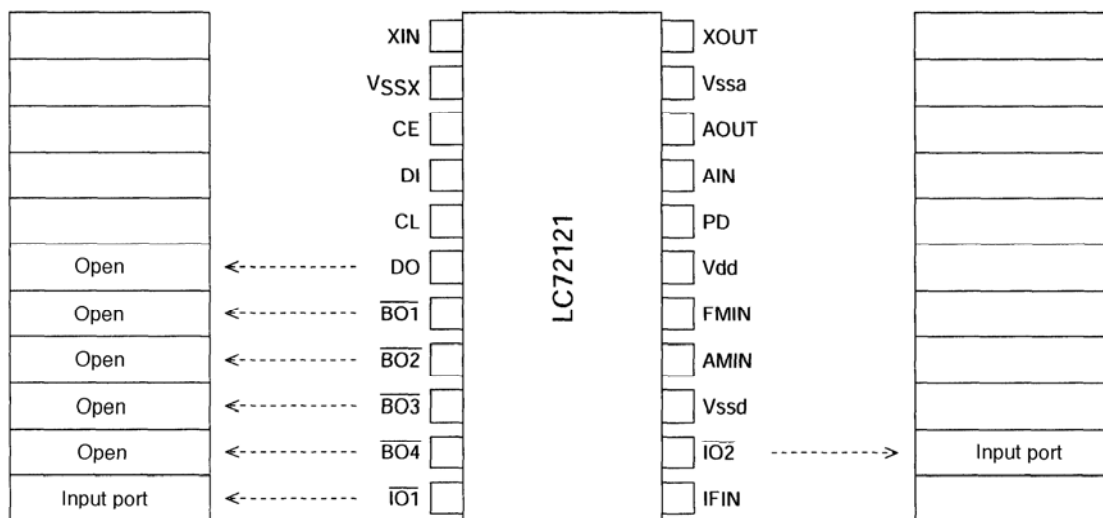 XIN XOUT
VSSX Vssa
CE AOUT
DI AIN
CL PD
Open DO Vdd
Open BO1 FMIN
Open BO2 AMIN
Open BO3 Vssd
Open BO4 IO2 Input port
Input port IO1 IFIN
LC72121